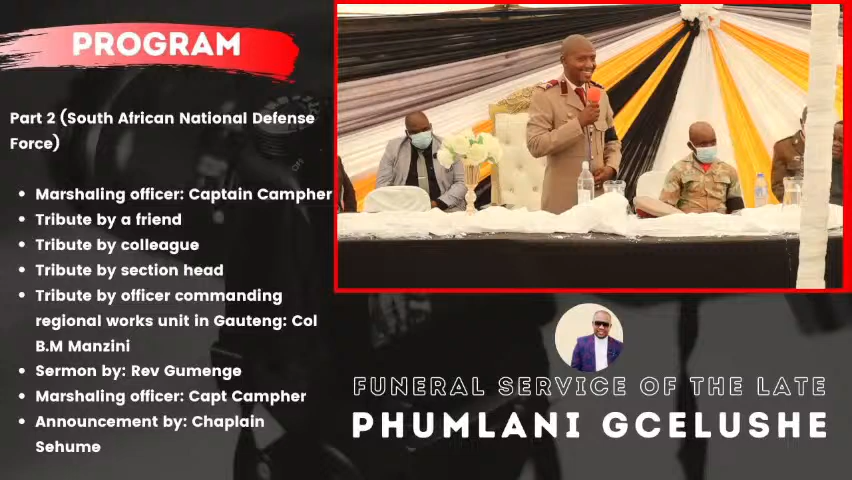 PROGRAM
Part 2 (South African National Defense
Force)
• Marshaling officer: Captain Campher
• Tribute by a friend
• Tribute by colleague
• Tribute by section head
• Tribute by officer commanding
regional works unit in Gauteng: Col
B.M Manzini
• Sermon by: Rev Gumenge
• Marshaling officer: Capt Campher
• Announcement by: Chaplain
Sehume
FUNERAL SERVICE OF THE LATE
PHUMLANI GCELUSHE